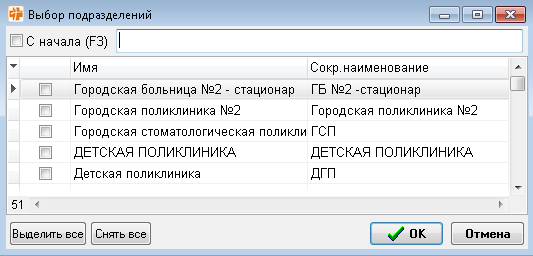 Выбор подразделений
С начала (F3)
Имя Сокр.наименование
Городская больница №2 - стационар ГБ №2 -стационар
Городская поликлиника №2 Городская поликлиника №2
Городская стоматологическая поликли ГСП
ДЕТСКАЯ ПОЛИКЛИНИКА ДЕТСКАЯ ПОЛИКЛИНИКА
Детская поликлиника ДГП
51
Выделить все Снять все OK Отмена